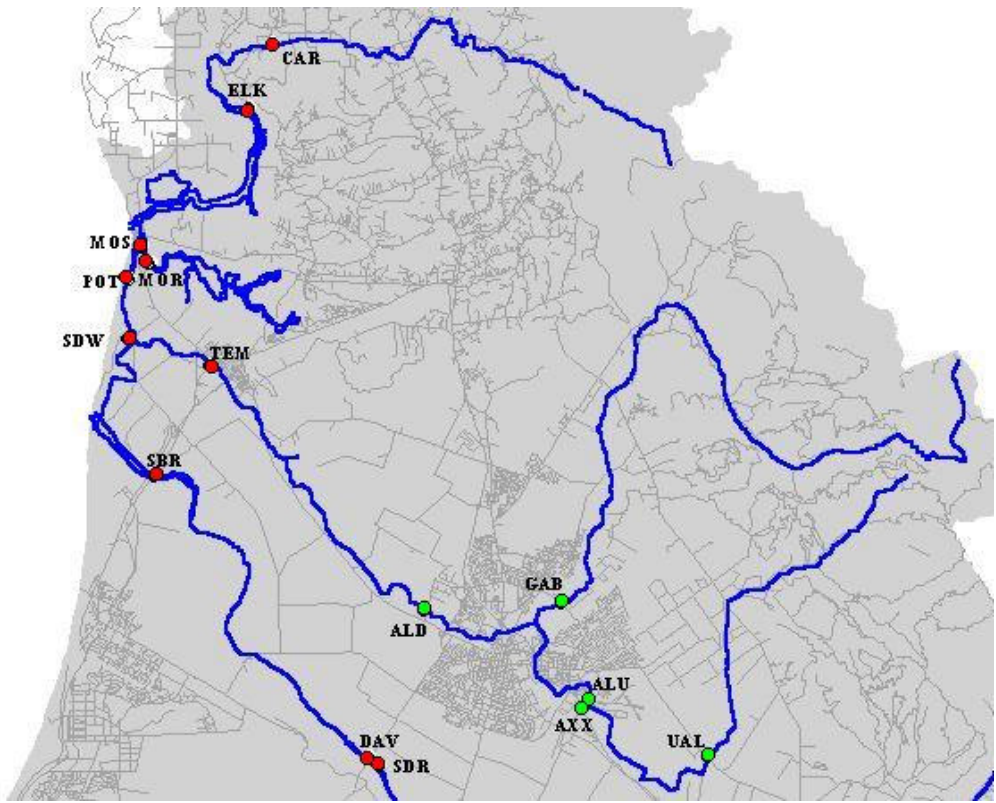 CAR
ELK
MOS
POT MOR
SDW
TEM
SBR
GAB
ALD
ALU
AXX
DAV
UAL
SDR